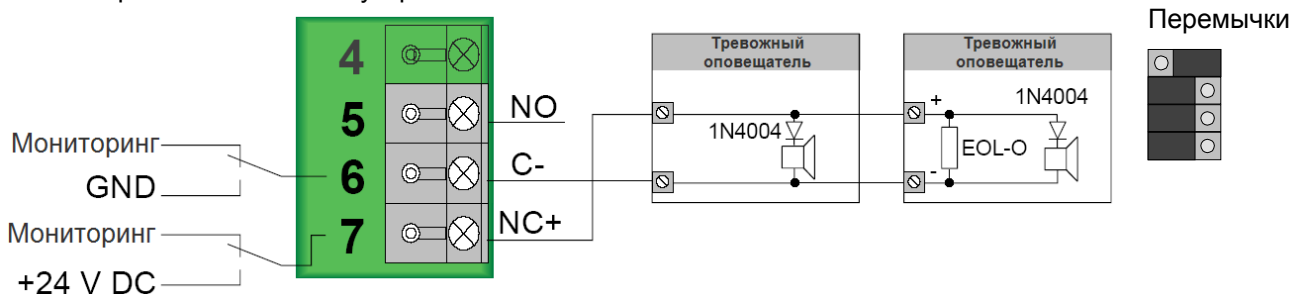 Перемычки
4
5
6
7
NO
C-
NC+
Мониторинг
GND
Мониторинг
+24 V DC
Тревожный
оповещатель
1N4004
Тревожный
оповещатель
+
1N4004
EOL-O
-